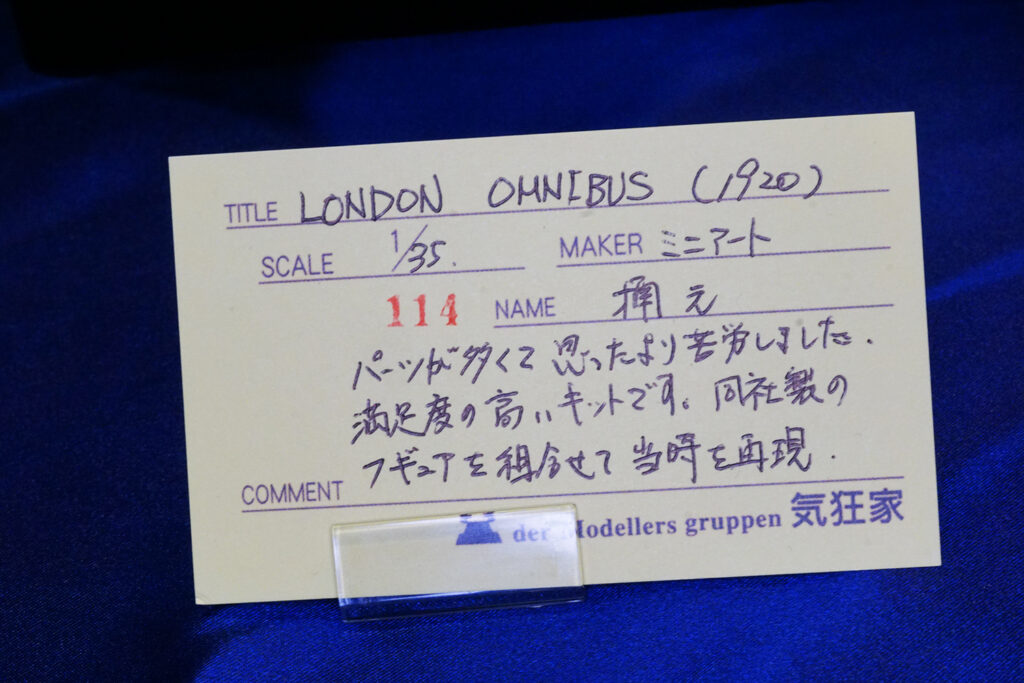 TITLE LONDON OMNIBUS (1920)
SCALE 1/35. MAKER ミニアート
114 NAME 元
パーツが多くて思ったより苦労しました.
満足度の高いキットです。同社製の
フギュアを組合せて当時を再現.
COMMENT
der Modellers gruppen 気狂家